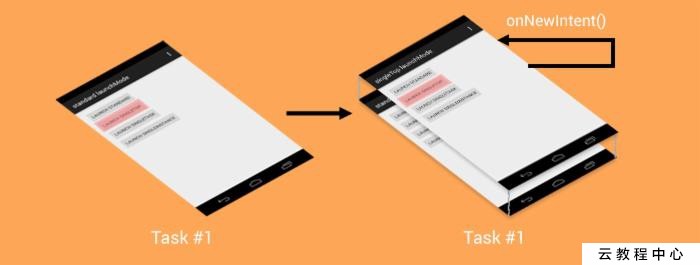 onNewIntent()
standard launchMode
LAUNCH STANDARD
LAUNCH SINGLETOP
LAUNCH SINGLETASK
LAUNCH SINGLEINSTANCE
singleTop launchMode
LAUNCH STANDARD
LAUNCH SINGLETOP
LAUNCH SINGLETASK
LAUNCH SINGLEINSTANCE
Task #1
Task #1
云教程中心